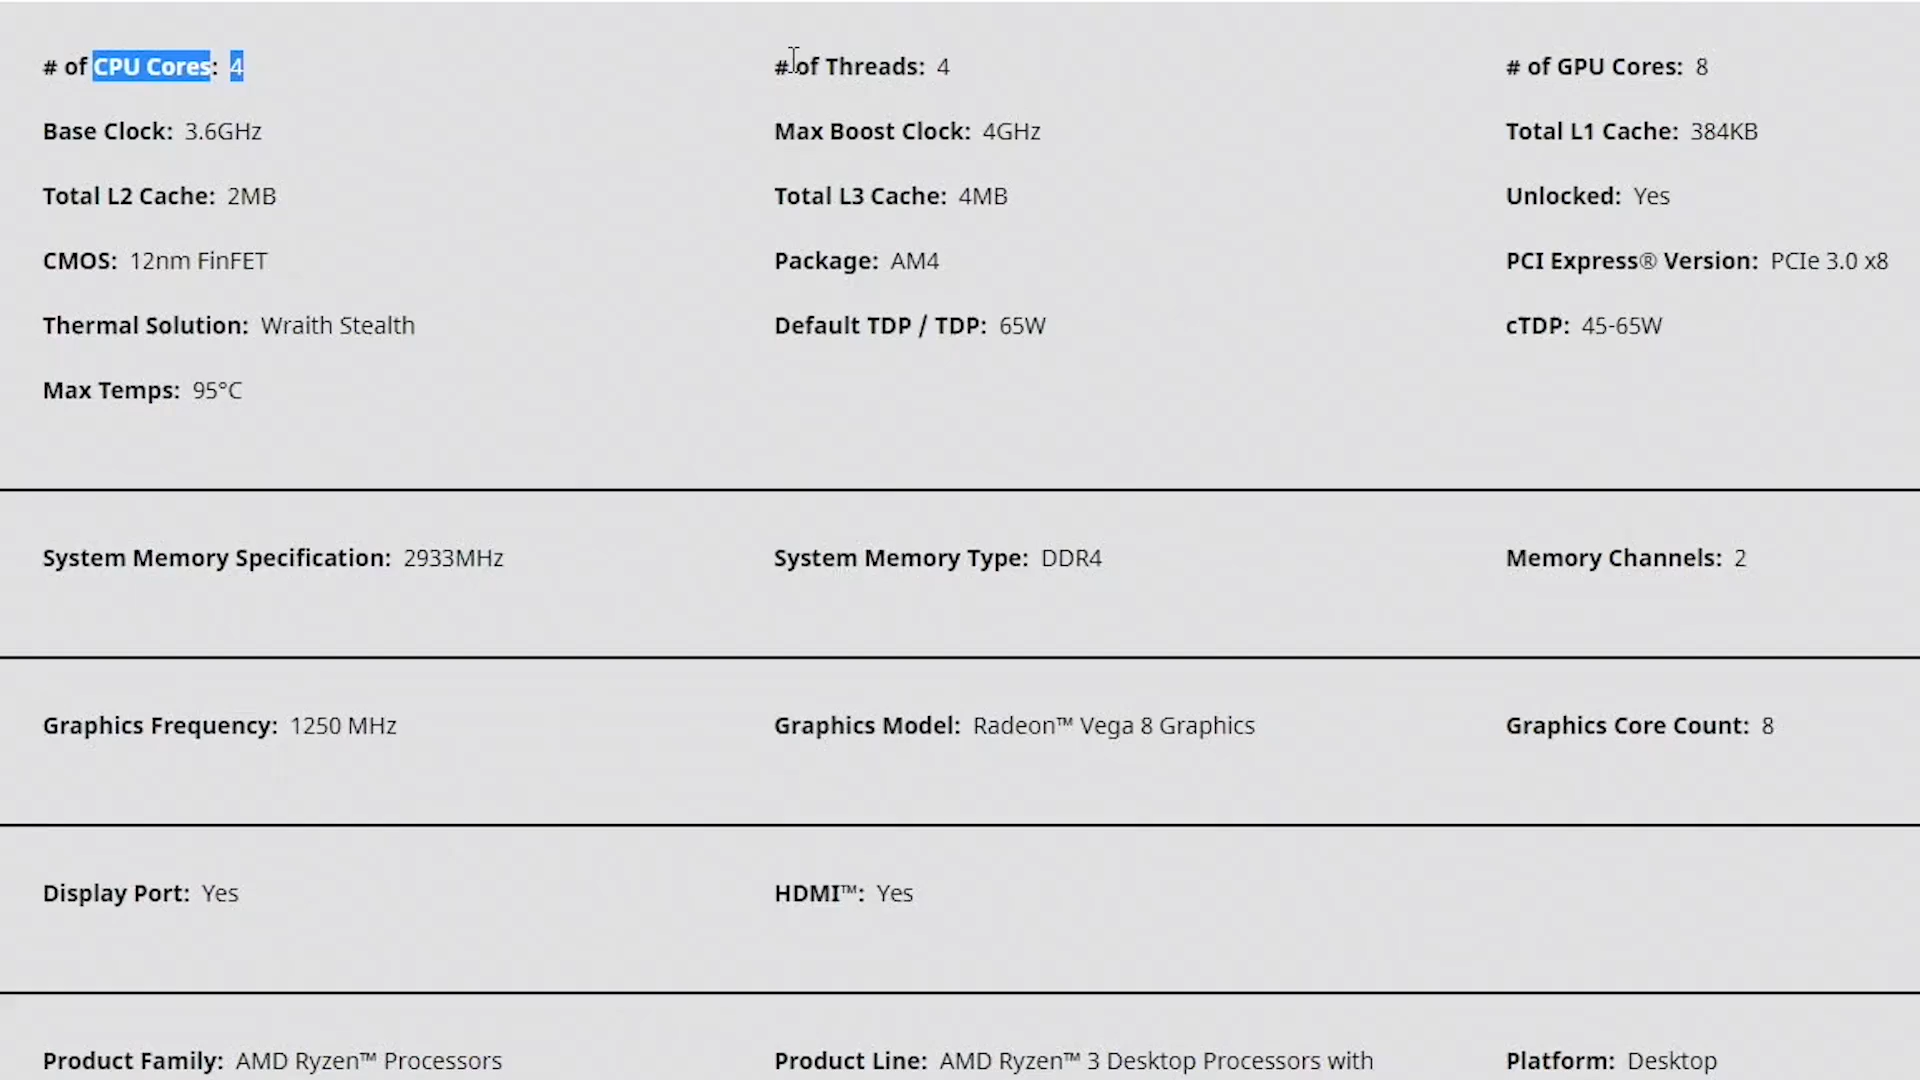 # of CPU Cores: 4
# of Threads: 4
# of GPU Cores: 8
Base Clock: 3.6GHz
Max Boost Clock: 4GHz
Total L1 Cache: 384KB
Total L2 Cache: 2MB
Total L3 Cache: 4MB
Unlocked: Yes
CMOS: 12nm FinFET
Package: AM4
PCI Express® Version: PCIe 3.0 x8
Thermal Solution: Wraith Stealth
Default TDP / TDP: 65W
cTDP: 45-65W
Max Temps: 95°C
System Memory Specification: 2933MHz
System Memory Type: DDR4
Memory Channels: 2
Graphics Frequency: 1250 MHz
Graphics Model: Radeon™ Vega 8 Graphics
Graphics Core Count: 8
Display Port: Yes
HDMI™: Yes
Product Family: AMD Ryzen™ Processors
Product Line: AMD Ryzen™ 3 Desktop Processors with
Platform: Desktop